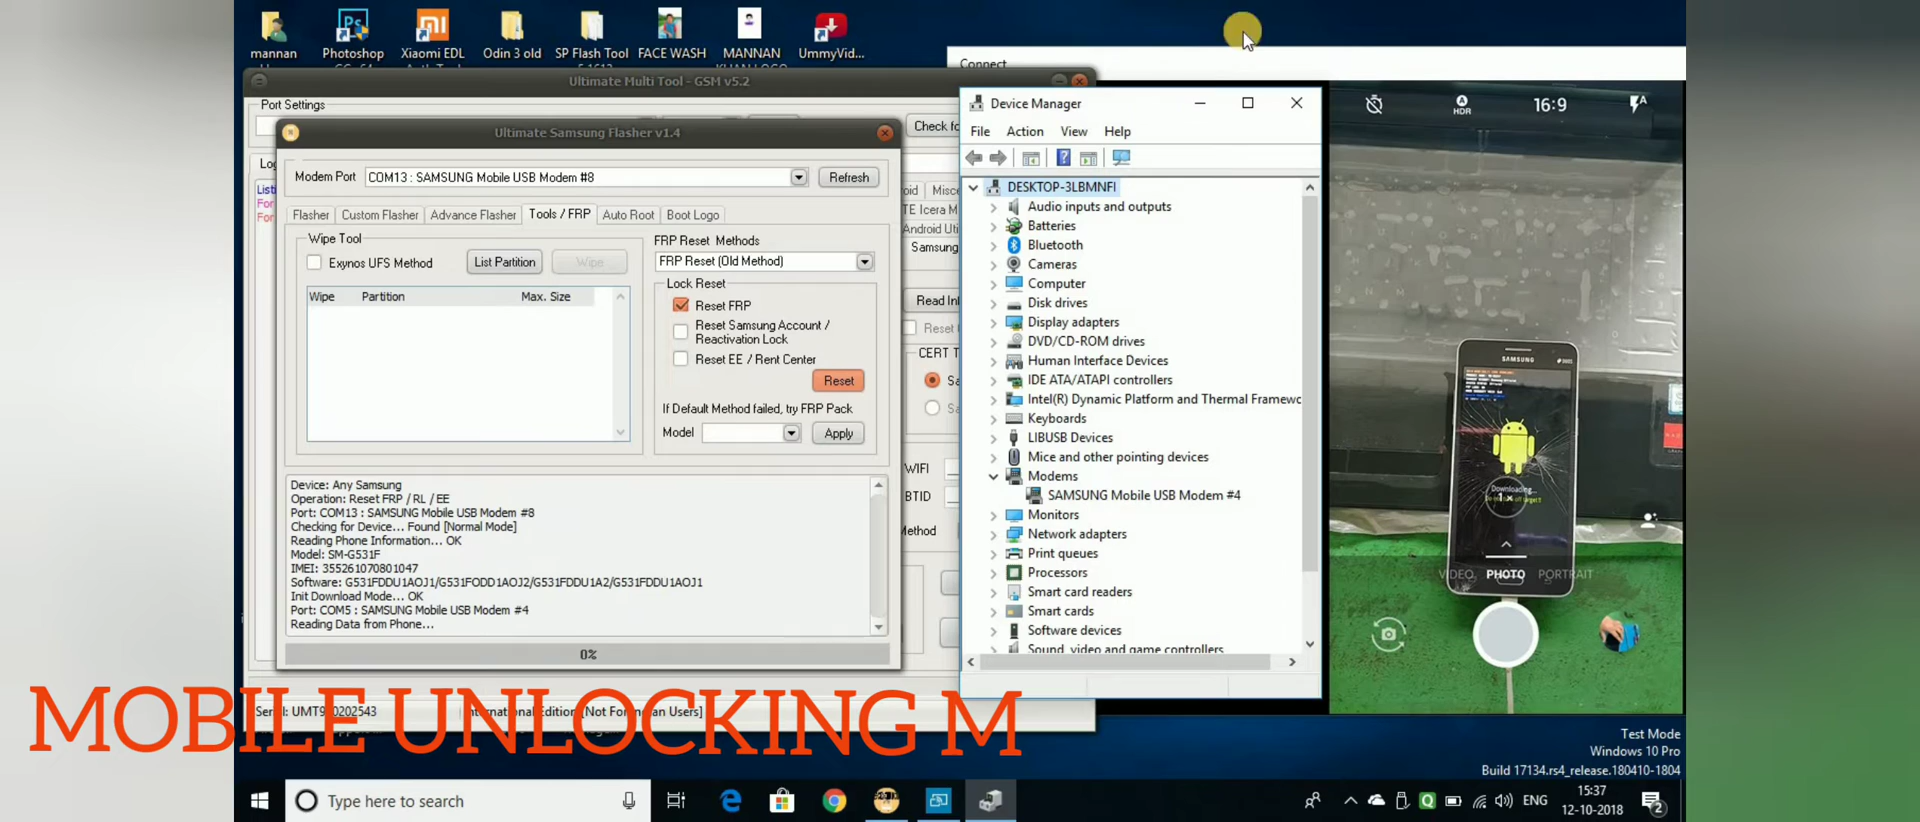 mannan
Photoshop
Xiaomi EDL
Odin 3 old
SP Flash Tool
FACE WASH
MANNAN
UmmyVid...
Connect
Ultimate Multi Tool - GSM v5.2
Port Settings
Check fo
Ultimate Samsung Flasher v1.4
Modem Port
COM13 : SAMSUNG Mobile USB Modem #8
Refresh
Flasher
Custom Flasher
Advance Flasher
Tools / FRP
Auto Root
Boot Logo
Wipe Tool
Exynos UFS Method
List Partition
Wipe
Wipe
Partition
Max. Size
FRP Reset Methods
FRP Reset (Old Method)
Lock Reset
Reset FRP
Reset Samsung Account /
Reactivation Lock
Reset EE / Rent Center
Reset
If Default Method failed, try FRP Pack
Model
Apply
Device: Any Samsung
Operation: Reset FRP / RL / EE
Port: COM13 : SAMSUNG Mobile USB Modem #8
Checking for Device... Found [Normal Mode]
Reading Phone Information... OK
Model: SM-G531F
IMEI: 355261070801047
Software: G531FDDU1AOJ1/G531FODD1AOJ2/G531FDDU1A2/G531FDDU1AOJ1
Init Download Mode... OK
Port: COM5 : SAMSUNG Mobile USB Modem #4
Reading Data from Phone...
0%
TE Icera M
Android Uti
Samsung
Read Inf
Reset
CERT T
WIFI
BTID
Method
Device Manager
File
Action
View
Help
DESKTOP-3LBMNFI
Audio inputs and outputs
Batteries
Bluetooth
Cameras
Computer
Disk drives
Display adapters
DVD/CD-ROM drives
Human Interface Devices
IDE ATA/ATAPI controllers
Intel(R) Dynamic Platform and Thermal Framewo
Keyboards
LIBUSB Devices
Mice and other pointing devices
Modems
SAMSUNG Mobile USB Modem #4
Monitors
Network adapters
Print queues
Processors
Smart card readers
Smart cards
Software devices
Sound, video and game controllers
HDR
16:9
SAMSUNG
Downloading...
1×
VIDEO
PHOTO
PORTRAIT
MOBILE UNLOCKING M
Test Mode
Windows 10 Pro
Build 17134.rs4_release.180410-1804
Type here to search
ENG
15:37
12-10-2018
2